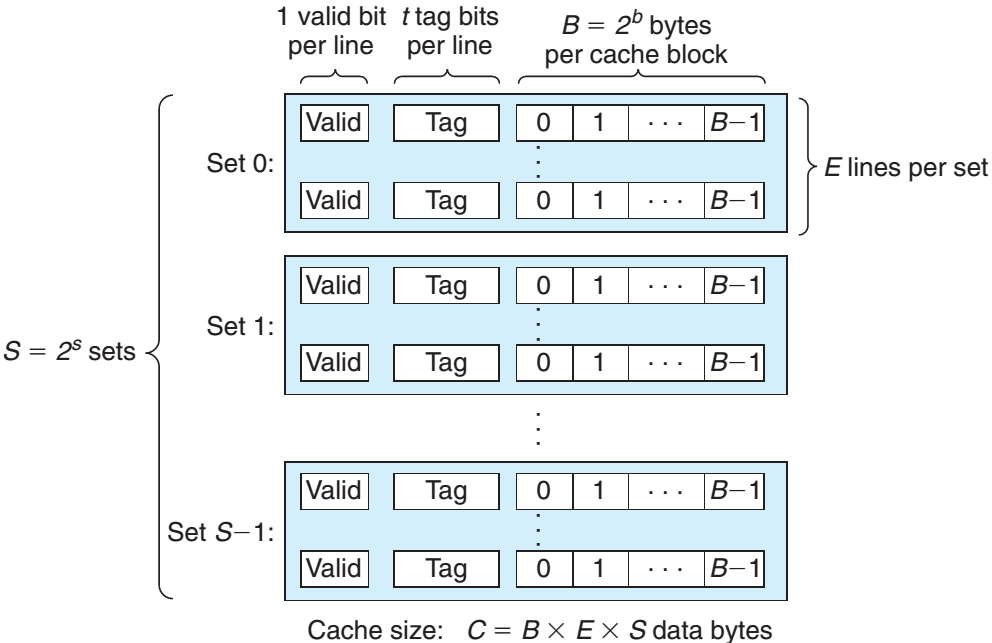 1 valid bit
per line
t tag bits
per line
B = 2^b bytes
per cache block
Valid Tag 0 1 · · · B−1
Set 0:
E lines per set
Valid Tag 0 1 · · · B−1
Valid Tag 0 1 · · · B−1
Set 1:
Valid Tag 0 1 · · · B−1
S = 2^s sets
Valid Tag 0 1 · · · B−1
Set S−1:
Valid Tag 0 1 · · · B−1
Cache size: C = B × E × S data bytes